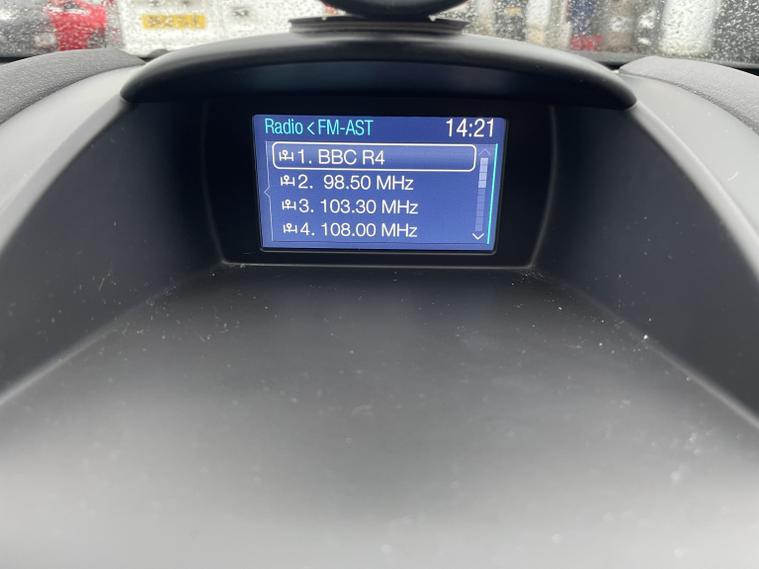 Radio < FM-AST 14:21
1. BBC R4
2. 98.50 MHz
3. 103.30 MHz
4. 108.00 MHz